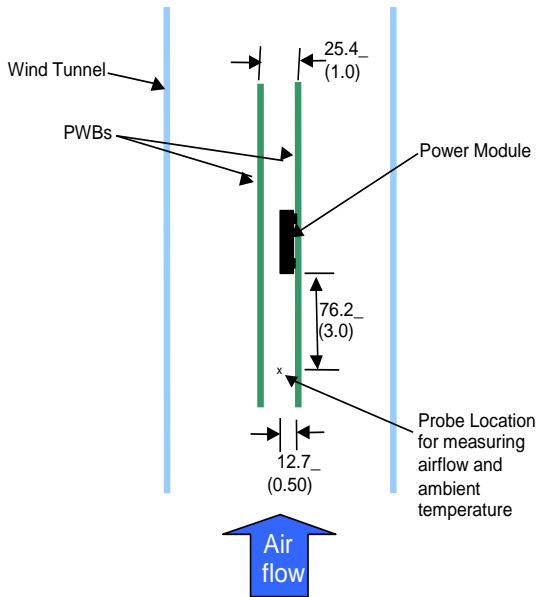 25.4_
(1.0)
Wind Tunnel
PWBs
Power Module
76.2_
(3.0)
x
Probe Location
for measuring
airflow and
ambient
temperature
12.7_
(0.50)
Air
flow